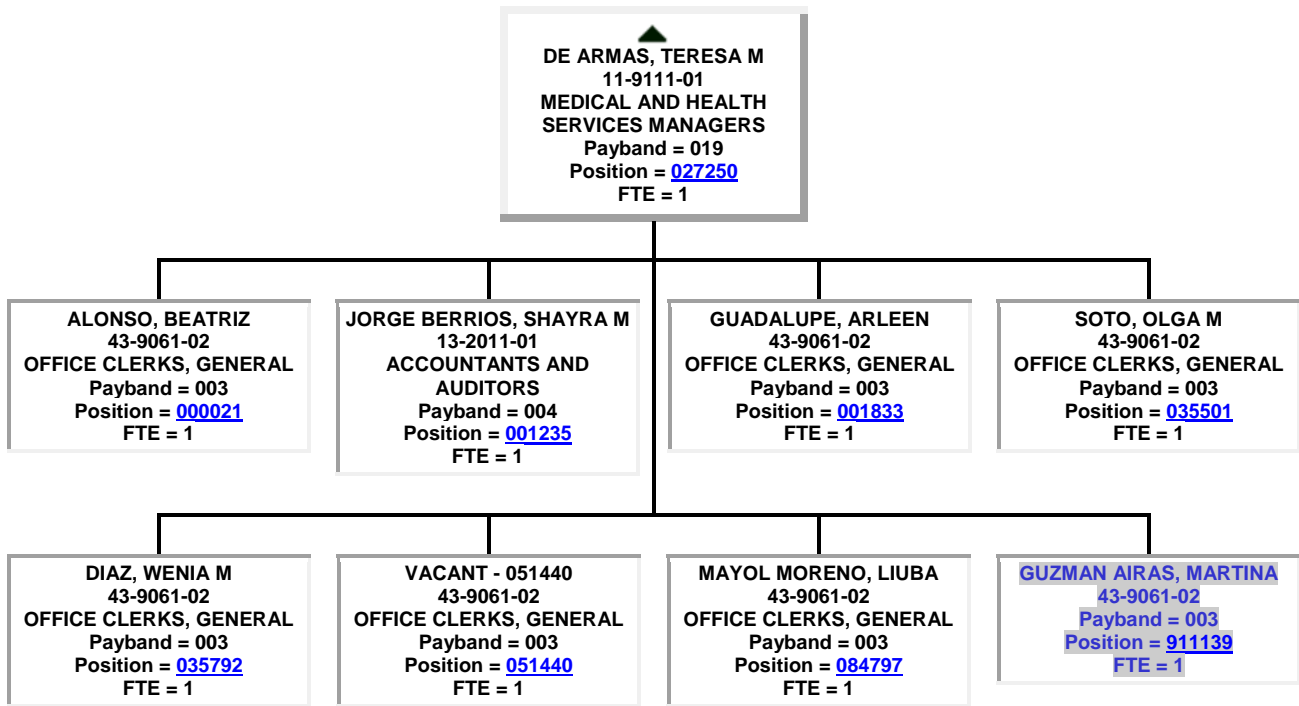 DE ARMAS, TERESA M
11-9111-01
MEDICAL AND HEALTH
SERVICES MANAGERS
Payband = 019
Position = 027250
FTE = 1
ALONSO, BEATRIZ
43-9061-02
OFFICE CLERKS, GENERAL
Payband = 003
Position = 000021
FTE = 1
JORGE BERRIOS, SHAYRA M
13-2011-01
ACCOUNTANTS AND
AUDITORS
Payband = 004
Position = 001235
FTE = 1
GUADALUPE, ARLEEN
43-9061-02
OFFICE CLERKS, GENERAL
Payband = 003
Position = 001833
FTE = 1
SOTO, OLGA M
43-9061-02
OFFICE CLERKS, GENERAL
Payband = 003
Position = 035501
FTE = 1
DIAZ, WENIA M
43-9061-02
OFFICE CLERKS, GENERAL
Payband = 003
Position = 035792
FTE = 1
VACANT - 051440
43-9061-02
OFFICE CLERKS, GENERAL
Payband = 003
Position = 051440
FTE = 1
MAYOL MORENO, LIUBA
43-9061-02
OFFICE CLERKS, GENERAL
Payband = 003
Position = 084797
FTE = 1
GUZMAN AIRAS, MARTINA
43-9061-02
Payband = 003
Position = 911139
FTE = 1